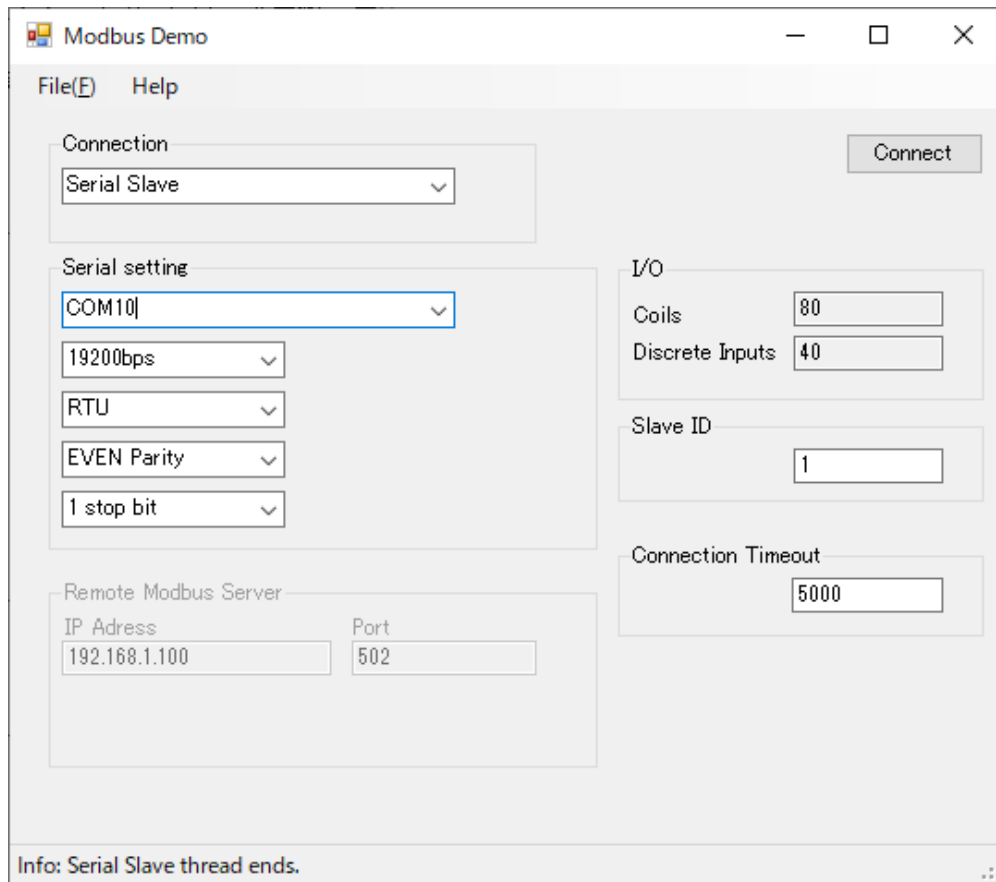 Modbus Demo
File(F) Help
Connection
Serial Slave
Connect
Serial setting
COM10
19200bps
RTU
EVEN Parity
1 stop bit
I/O
Coils 80
Discrete Inputs 40
Slave ID
1
Connection Timeout
5000
Remote Modbus Server
IP Adress Port
192.168.1.100 502
Info: Serial Slave thread ends.